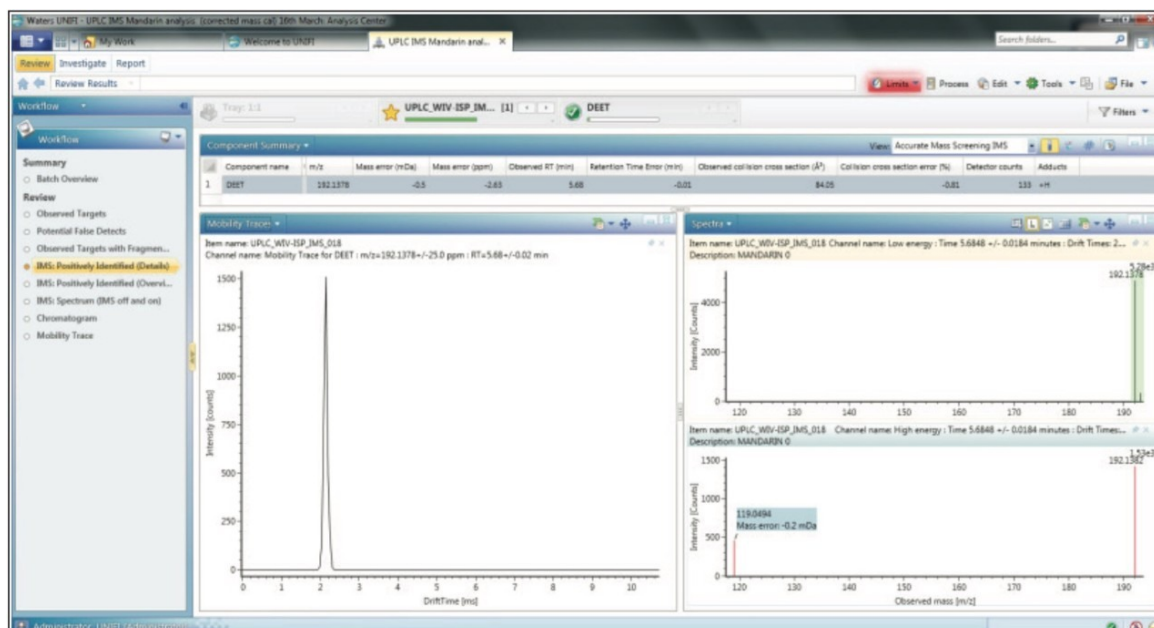 Waters UNIFI - UPLC IMS Mandarin analysis (corrected mass cal) 16th March. Analysis Center
My Work
Welcome to UNIFI
UPLC IMS Mandarin anal...
Search folders...
Review Investigate Report
Review Results
Limits Process Edit Tools File
Workflow
Tray: 1:1
UPLC_WIV-ISP_IM... [1]
DEET
Filters
Workflow
Summary
Batch Overview
Review
Observed Targets
Potential False Detects
Observed Targets with Fragmen...
IMS: Positively Identified (Details)
IMS: Positively Identified (Overvi...
IMS: Spectrum (IMS off and on)
Chromatogram
Mobility Trace
Component Summary
View: Accurate Mass Screening IMS
Component name m/z Mass error (mDa) Mass error (ppm) Observed RT (min) Retention Time Error (min) Observed collision cross section (Å²) Collision cross section error (%) Detector counts Adducts
1 DEET 192.1378 -0.5 -2.63 5.68 -0.01 84.05 -0.81 133 +H
Mobility Trace
Item name: UPLC_WIV-ISP_IMS_018
Channel name: Mobility Trace for DEET : m/z=192.1378+/-25.0 ppm : RT=5.68+/-0.02 min
Intensity [counts]
1500
1250
1000
750
500
250
0
0 1 2 3 4 5 6 7 8 9 10
DriftTime [ms]
Spectra
Item name: UPLC_WIV-ISP_IMS_018 Channel name: Low energy : Time 5.6848 +/- 0.0184 minutes : Drift Times: 2...
Description: MANDARIN 0
5.28e3
192.1378
Intensity [Counts]
4000
2000
0
120 130 140 150 160 170 180 190
Item name: UPLC_WIV-ISP_IMS_018 Channel name: High energy : Time 5.6848 +/- 0.0184 minutes : Drift Times:...
Description: MANDARIN 0
1.53e3
192.1382
Intensity [Counts]
1500
1000
500
0
119.0494
Mass error: -0.2 mDa
120 130 140 150 160 170 180 190
Observed mass [m/z]